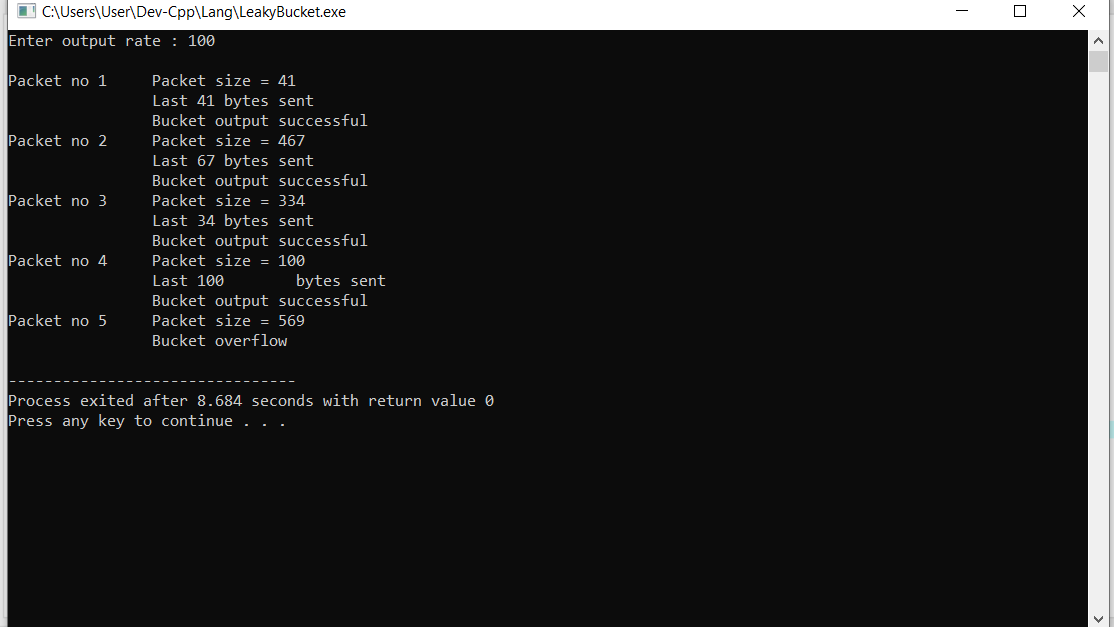 C:\Users\User\Dev-Cpp\Lang\LeakyBucket.exe
Enter output rate : 100
Packet no 1     Packet size = 41
                Last 41 bytes sent
                Bucket output successful
Packet no 2     Packet size = 467
                Last 67 bytes sent
                Bucket output successful
Packet no 3     Packet size = 334
                Last 34 bytes sent
                Bucket output successful
Packet no 4     Packet size = 100
                Last 100        bytes sent
                Bucket output successful
Packet no 5     Packet size = 569
                Bucket overflow
--------------------------------
Process exited after 8.684 seconds with return value 0
Press any key to continue . . .